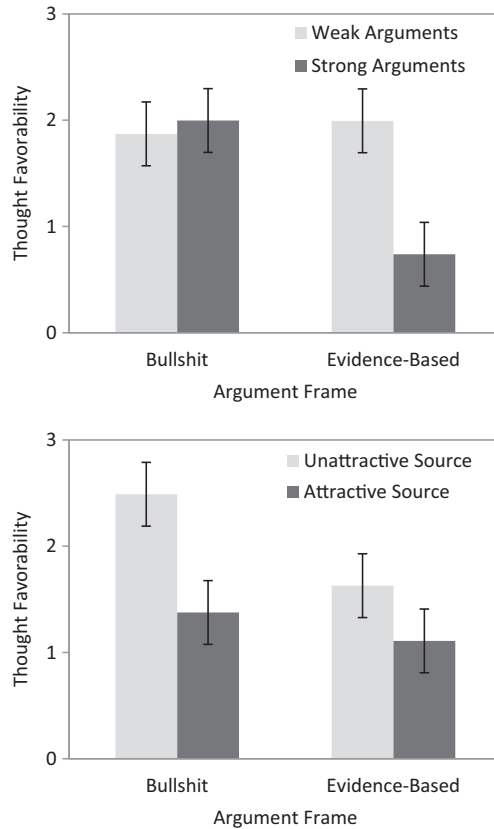 3
Weak Arguments
Strong Arguments
2
1
0
Thought Favorability
Bullshit
Evidence-Based
Argument Frame
3
Unattractive Source
Attractive Source
2
1
0
Thought Favorability
Bullshit
Evidence-Based
Argument Frame